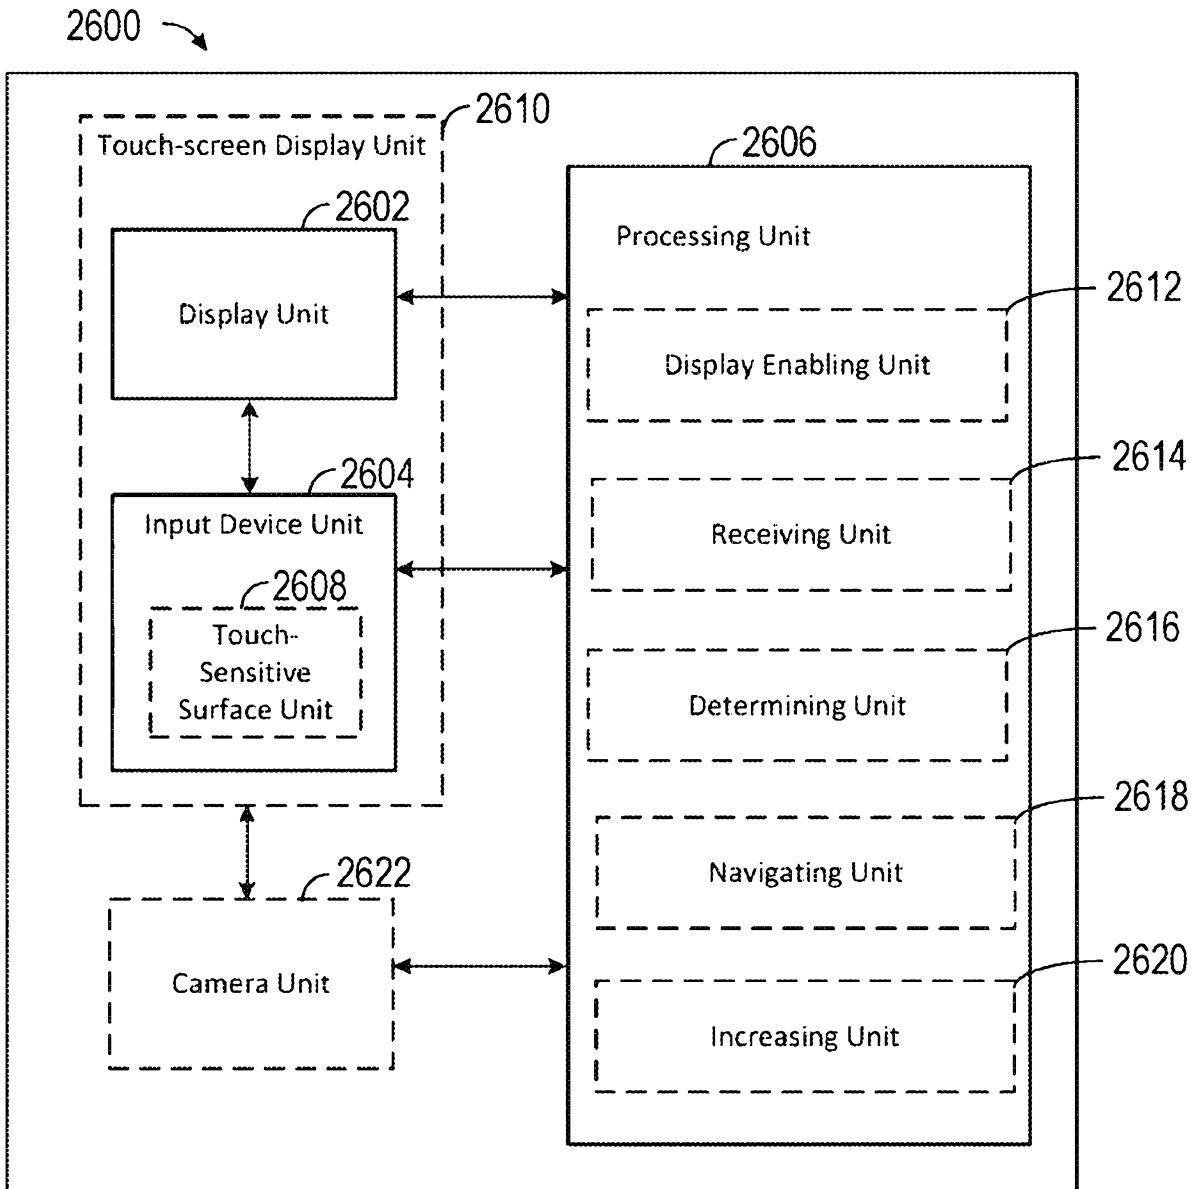 2600
2610
Touch-screen Display Unit
2606
2602
Processing Unit
Display Unit
2612
Display Enabling Unit
2604
2614
Input Device Unit
Receiving Unit
2608
Touch-
Sensitive
Surface Unit
2616
Determining Unit
2618
2622
Navigating Unit
Camera Unit
2620
Increasing Unit